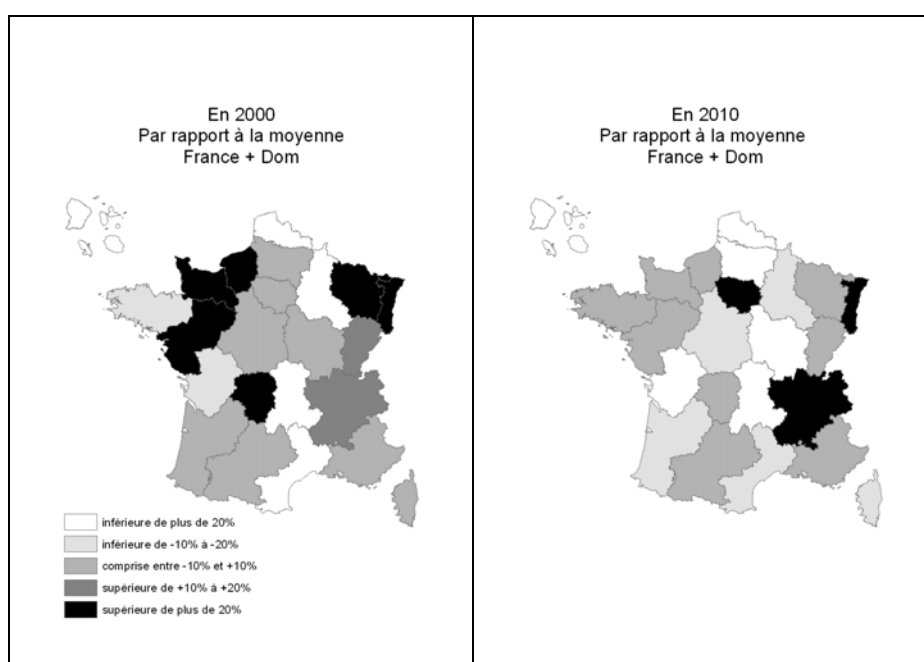 En 2000
Par rapport à la moyenne
France + Dom
inférieure de plus de 20%
inférieure de -10% à -20%
comprise entre -10% et +10%
supérieure de +10% à +20%
supérieure de plus de 20%
En 2010
Par rapport à la moyenne
France + Dom